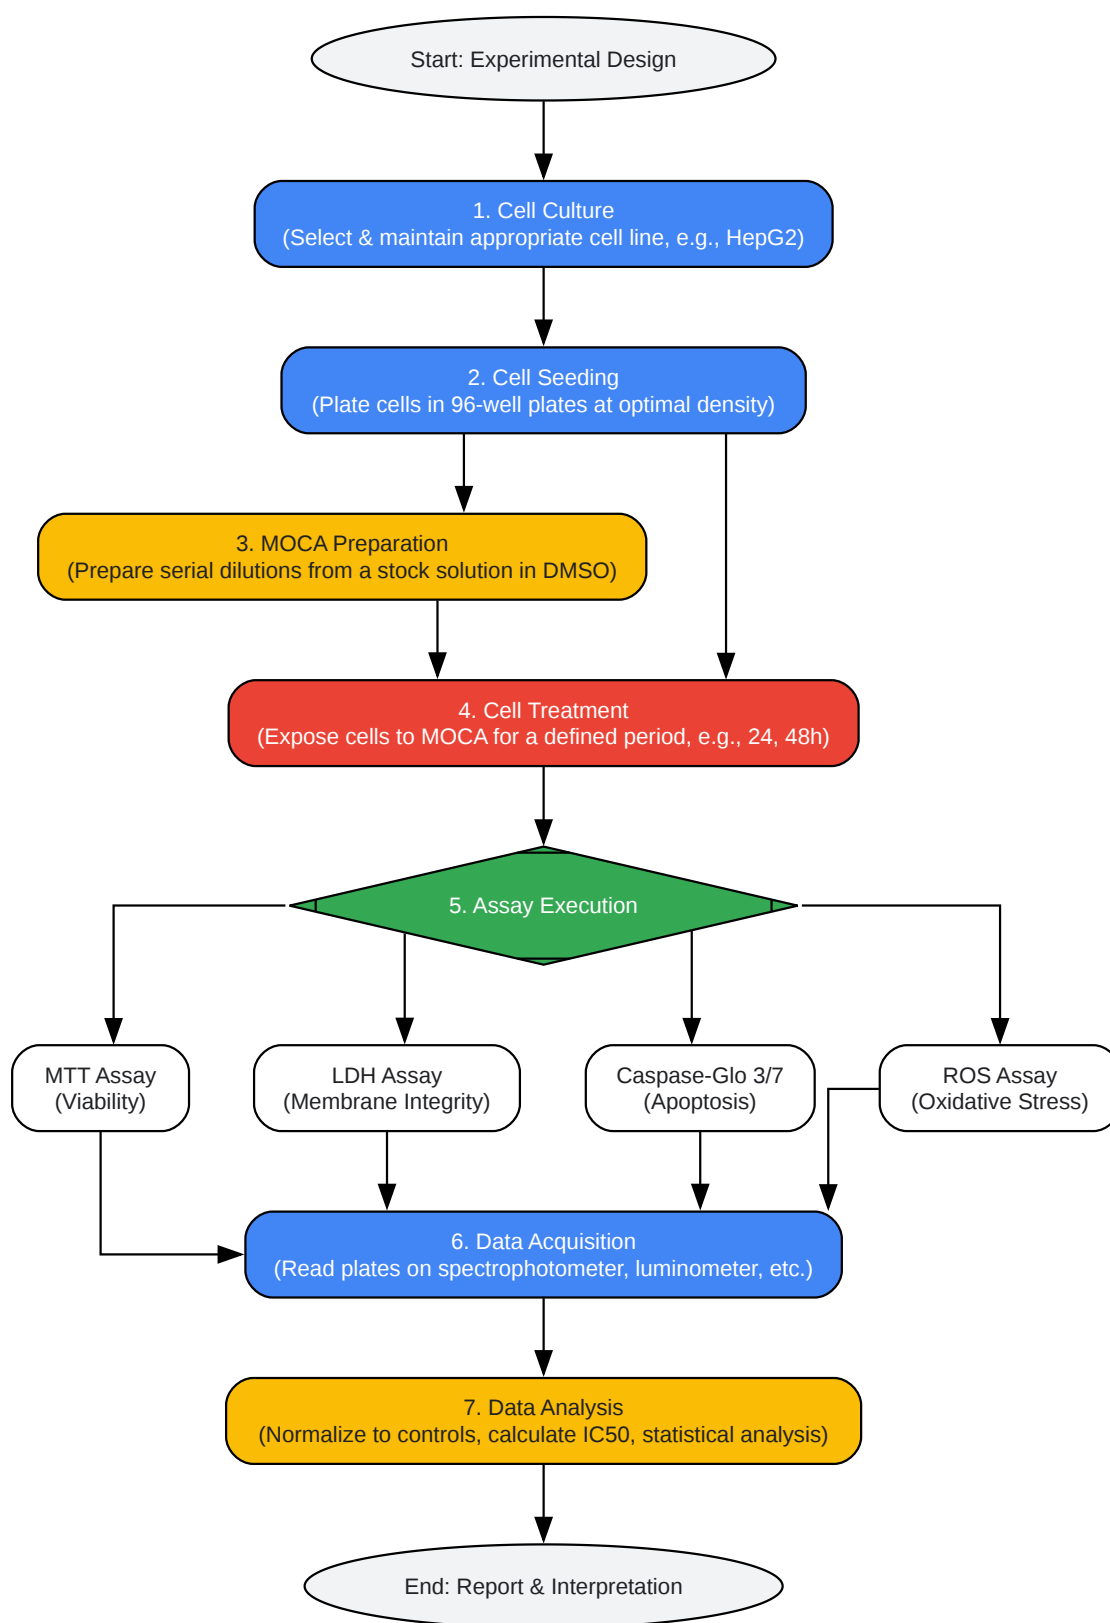 Start: Experimental Design
1. Cell Culture
(Select & maintain appropriate cell line, e.g., HepG2)
2. Cell Seeding
(Plate cells in 96-well plates at optimal density)
3. MOCA Preparation
(Prepare serial dilutions from a stock solution in DMSO)
4. Cell Treatment
(Expose cells to MOCA for a defined period, e.g., 24, 48h)
5. Assay Execution
MTT Assay
(Viability)
LDH Assay
(Membrane Integrity)
Caspase-Glo 3/7
(Apoptosis)
ROS Assay
(Oxidative Stress)
6. Data Acquisition
(Read plates on spectrophotometer, luminometer, etc.)
7. Data Analysis
(Normalize to controls, calculate IC50, statistical analysis)
End: Report & Interpretation